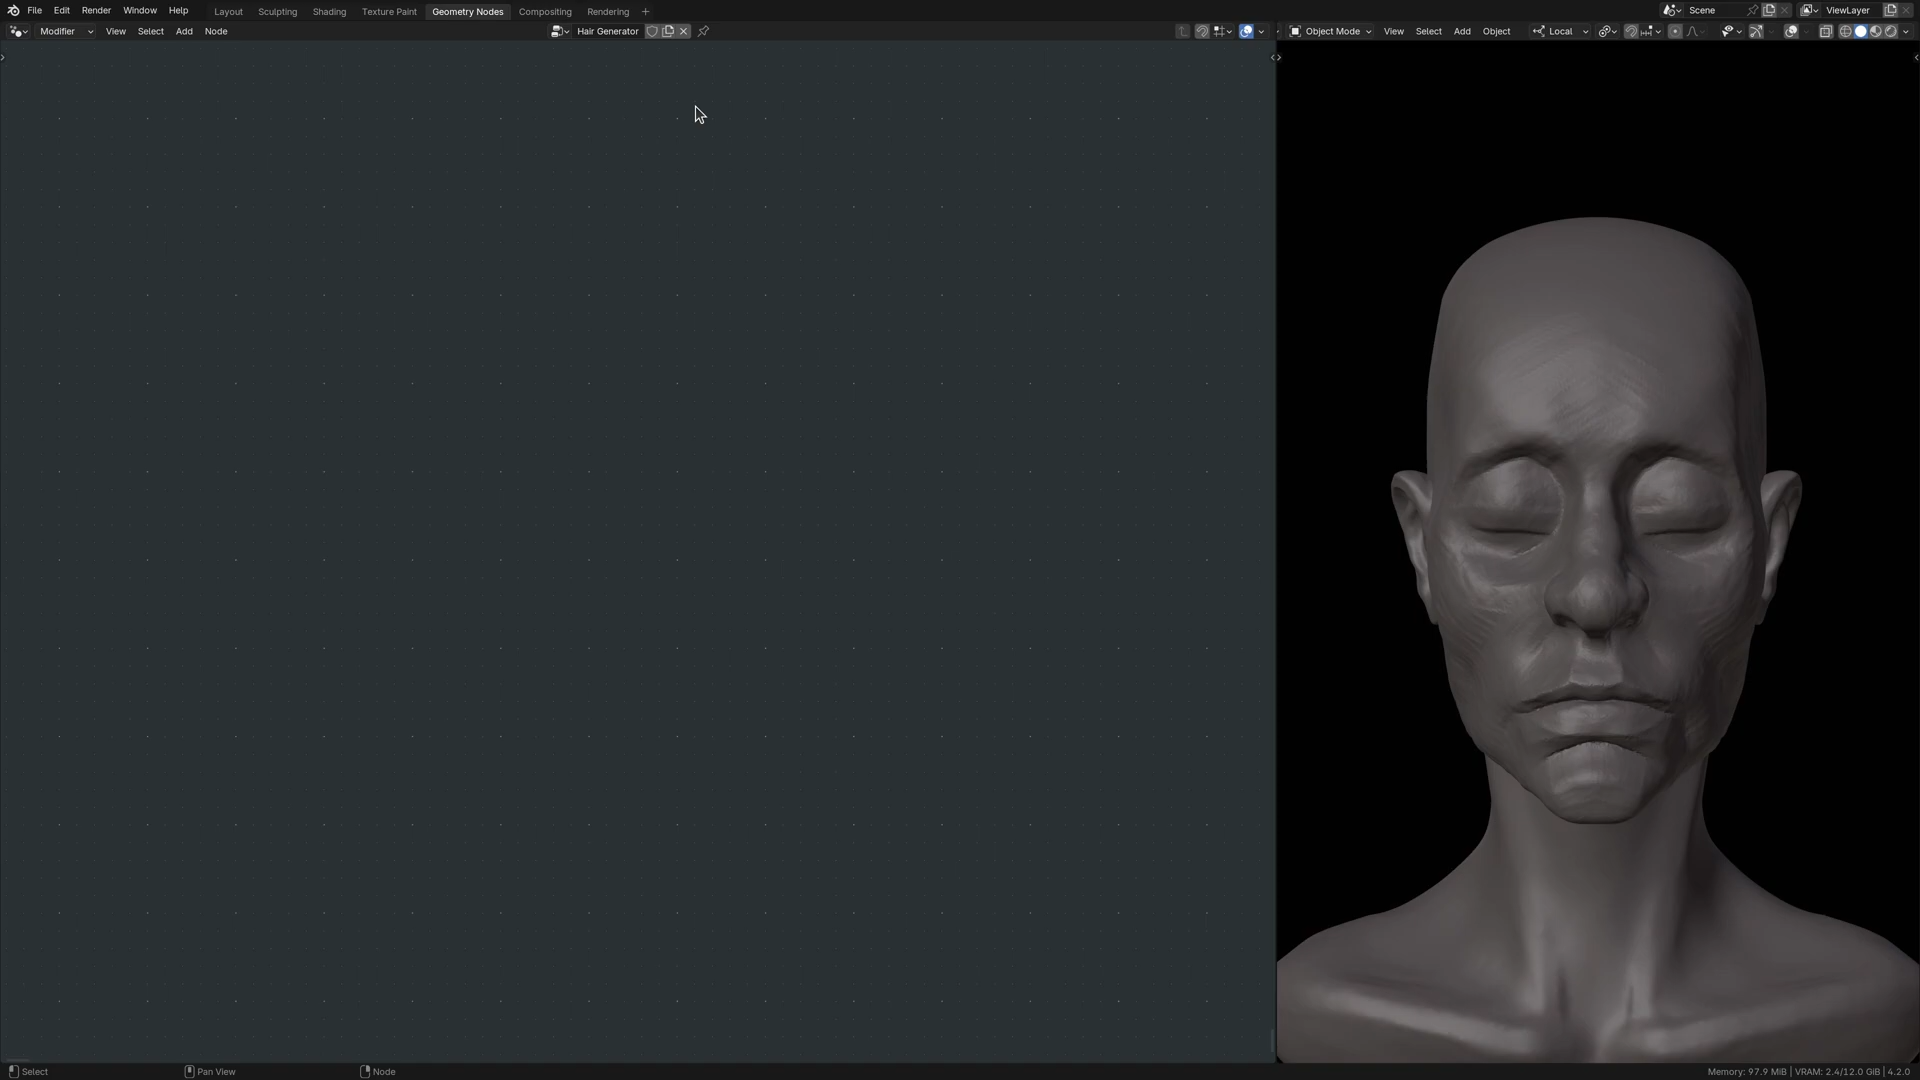 File Edit Render Window Help Layout Sculpting Shading Texture Paint Geometry Nodes Compositing Rendering + Scene ViewLayer
Modifier View Select Add Node Hair Generator Object Mode View Select Add Object Local
Select Pan View Node Memory: 97.9 MiB | VRAM: 2.4/12.0 GiB | 4.2.0